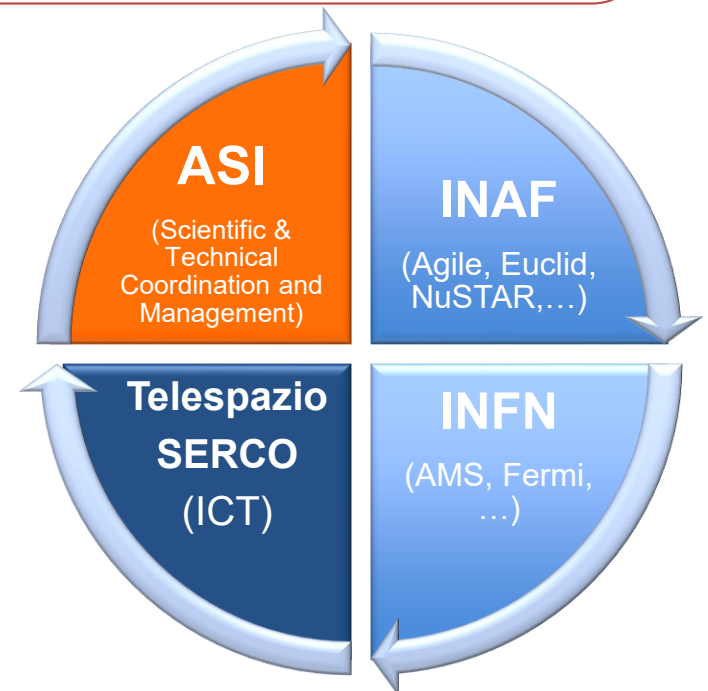 ASI
(Scientific &
Technical
Coordination and
Management)
INAF
(Agile, Euclid,
NuSTAR,…)
Telespazio
SERCO
(ICT)
INFN
(AMS, Fermi,
…)